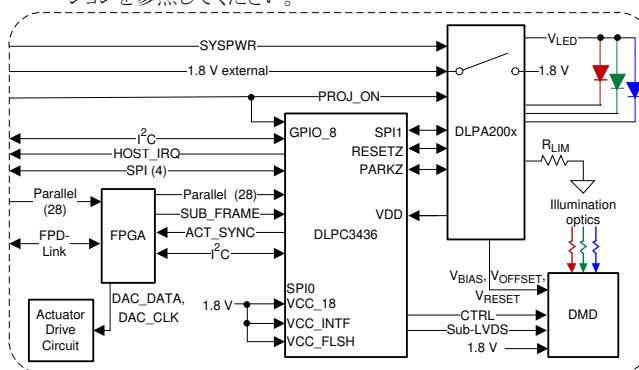 ションを参照してください。
SYSPWR
1.8 V external
PROJ_ON
I2C
HOST_IRQ
SPI (4)
Parallel
(28)
FPD-
Link
FPGA
Parallel (28)
SUB_FRAME
ACT_SYNC
I2C
DAC_DATA,
DAC_CLK
Actuator
Drive
Circuit
GPIO_8
SPI1
RESETZ
PARKZ
VDD
DLPC3436
SPI0
VCC_18
VCC_INTF
VCC_FLSH
1.8 V
DLPA200x
VLED
1.8 V
RLIM
Illumination
optics
VBIAS, VOFFSET,
VRESET
CTRL
Sub-LVDS
1.8 V
DMD